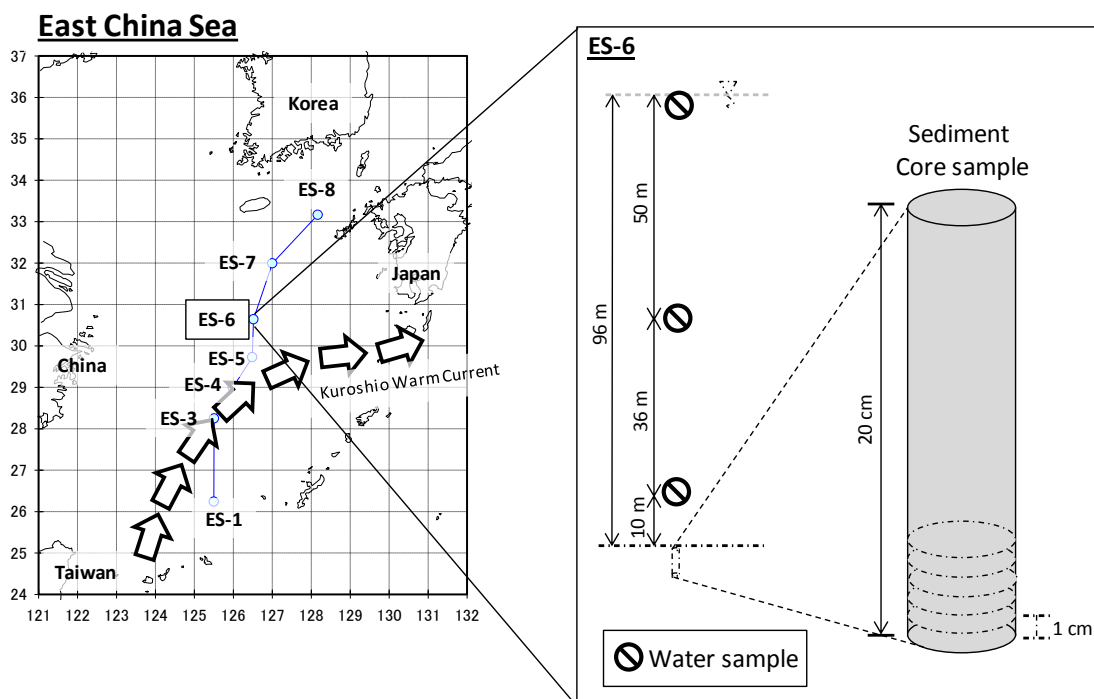 East China Sea
37
36
35
34
33
32
31
30
29
28
27
26
25
24
121 122 123 124 125 126 127 128 129 130 131 132
Korea
ES-8
ES-7
Japan
ES-6
China
ES-5
ES-4
Kuroshio Warm Current
ES-3
ES-1
Taiwan
ES-6
Sediment
Core sample
50 m
96 m
36 m
10 m
20 cm
1 cm
Water sample